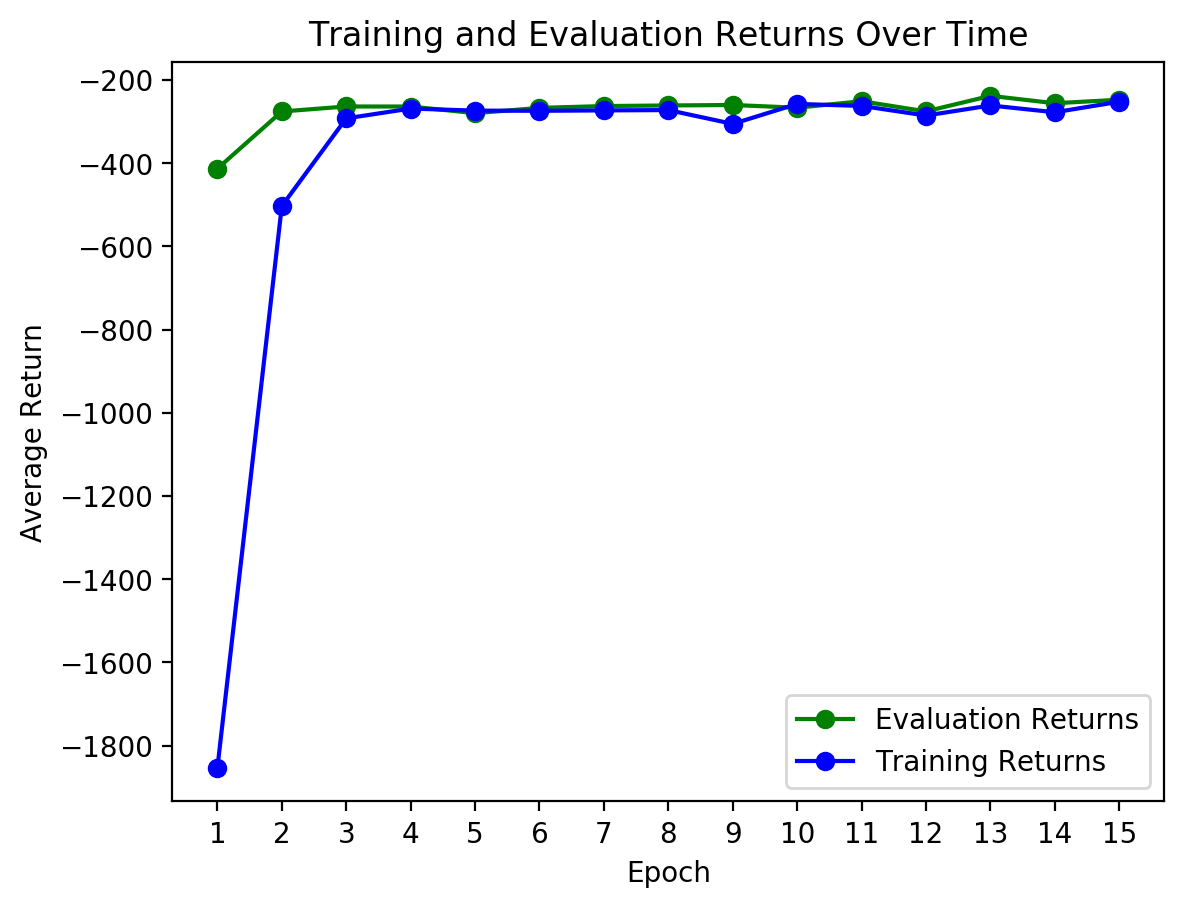 Training and Evaluation Returns Over Time
−200
−400
−600
−800
−1000
−1200
−1400
−1600
−1800
Average Return
Evaluation Returns
Training Returns
1 2 3 4 5 6 7 8 9 10 11 12 13 14 15
Epoch